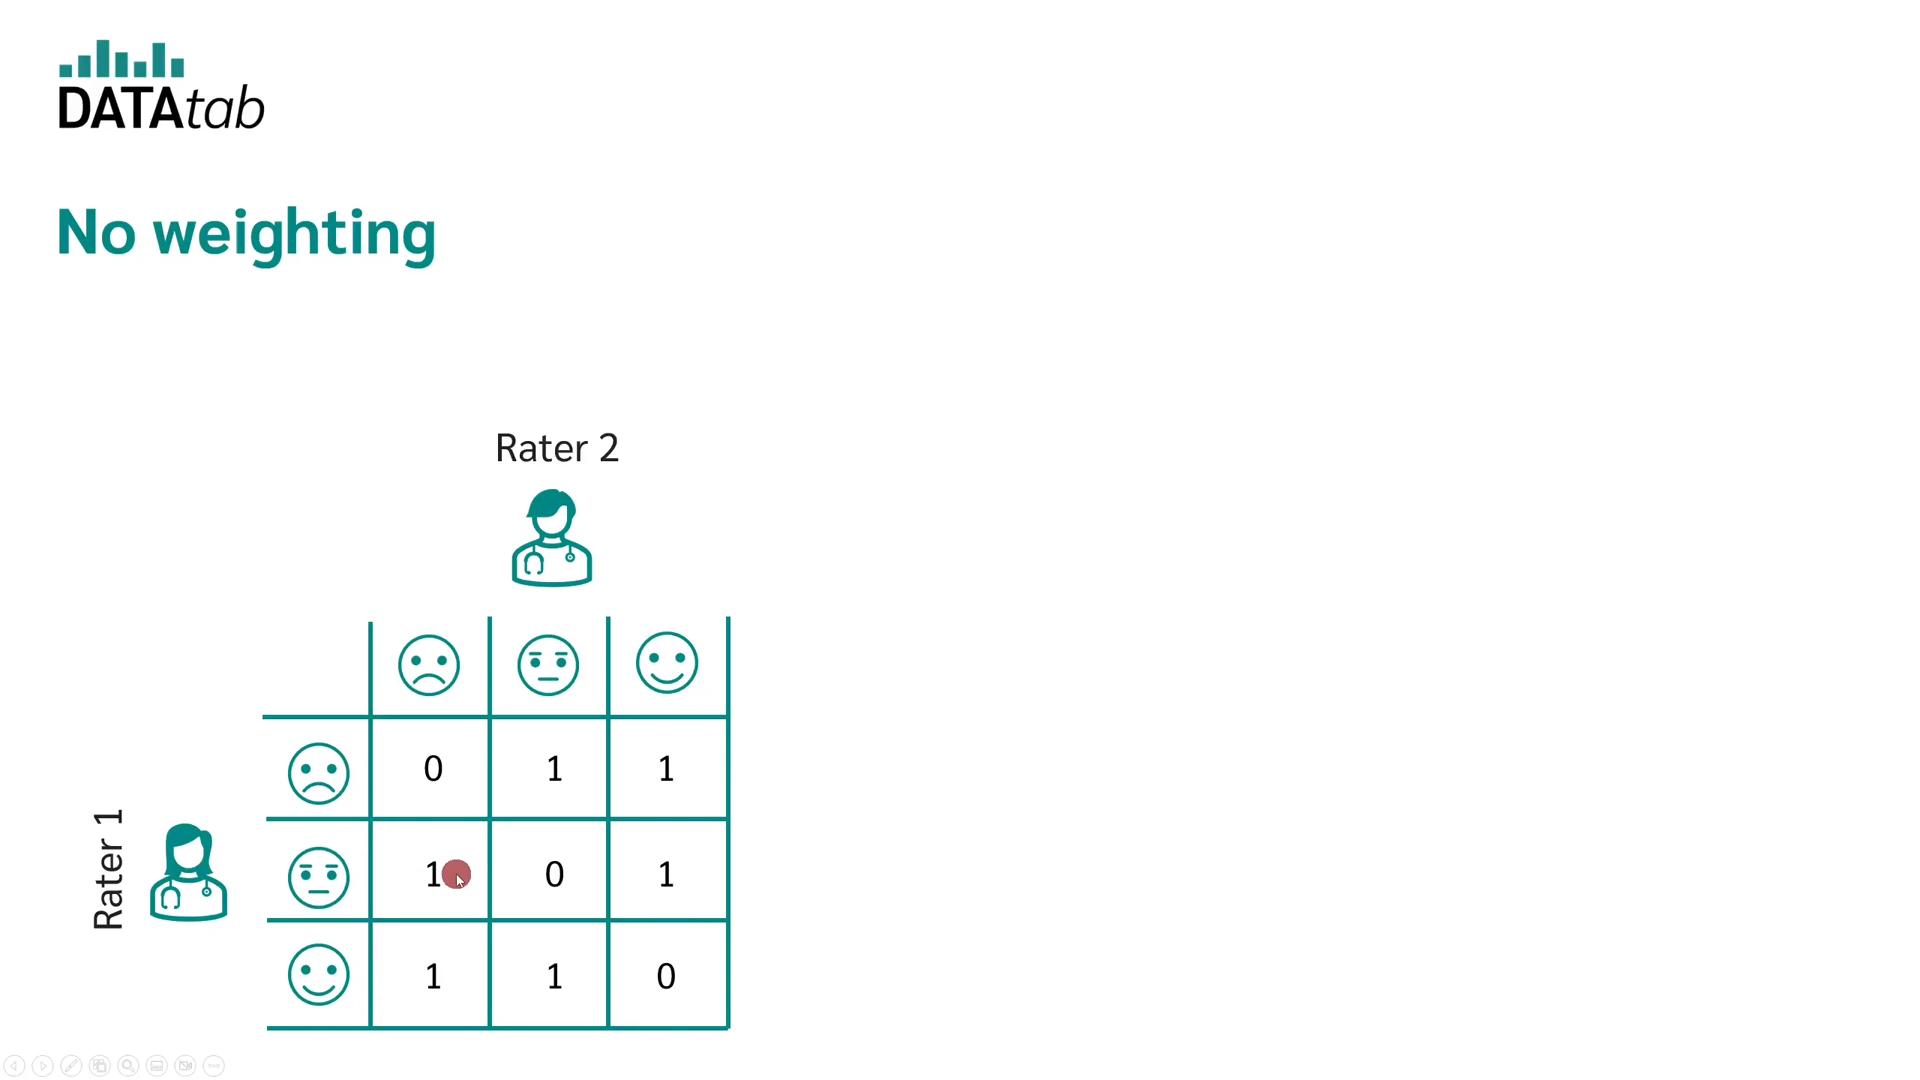 DATAtab
No weighting
Rater 2
Rater 1
0 1 1
1 0 1
1 1 0